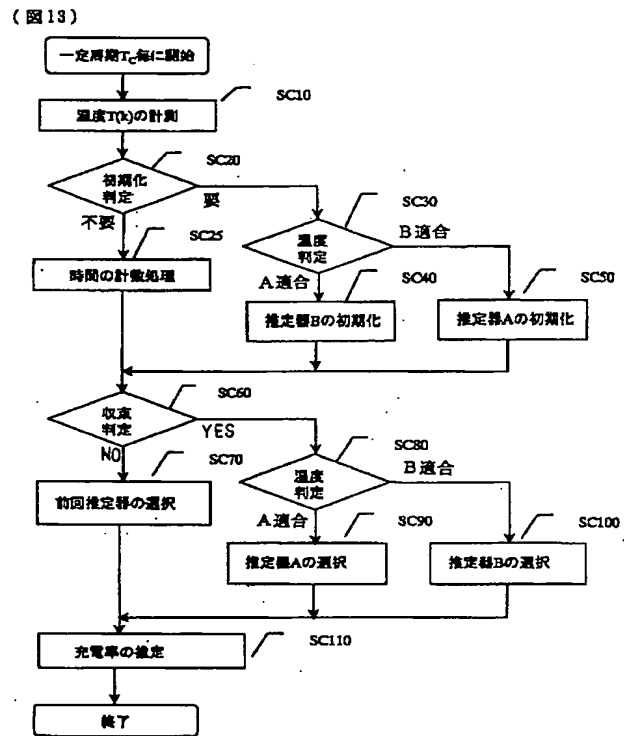 (図13)
一定周期TC毎に開始
SC10
温度T(k)の計測
SC20
初期化
判定
要
不要
SC30
温度
判定
B適合
A適合
SC25
時間の計数処理
SC40
推定器Bの初期化
SC50
推定器Aの初期化
SC60
収束
判定
YES
NO
SC80
温度
判定
B適合
A適合
SC70
前回推定器の選択
SC90
推定器Aの選択
SC100
推定器Bの選択
SC110
充電率の推定
終了